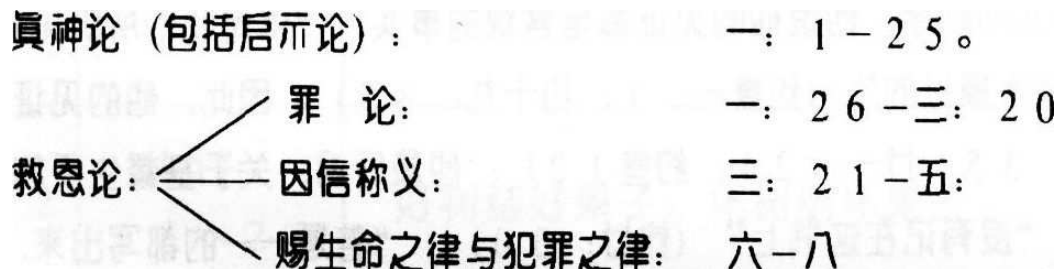 真神论（包括启示论）： 一：1－25。
罪 论： 一：26－三：20
救恩论： 因信称义： 三：21－五：
赐生命之律与犯罪之律： 六－八